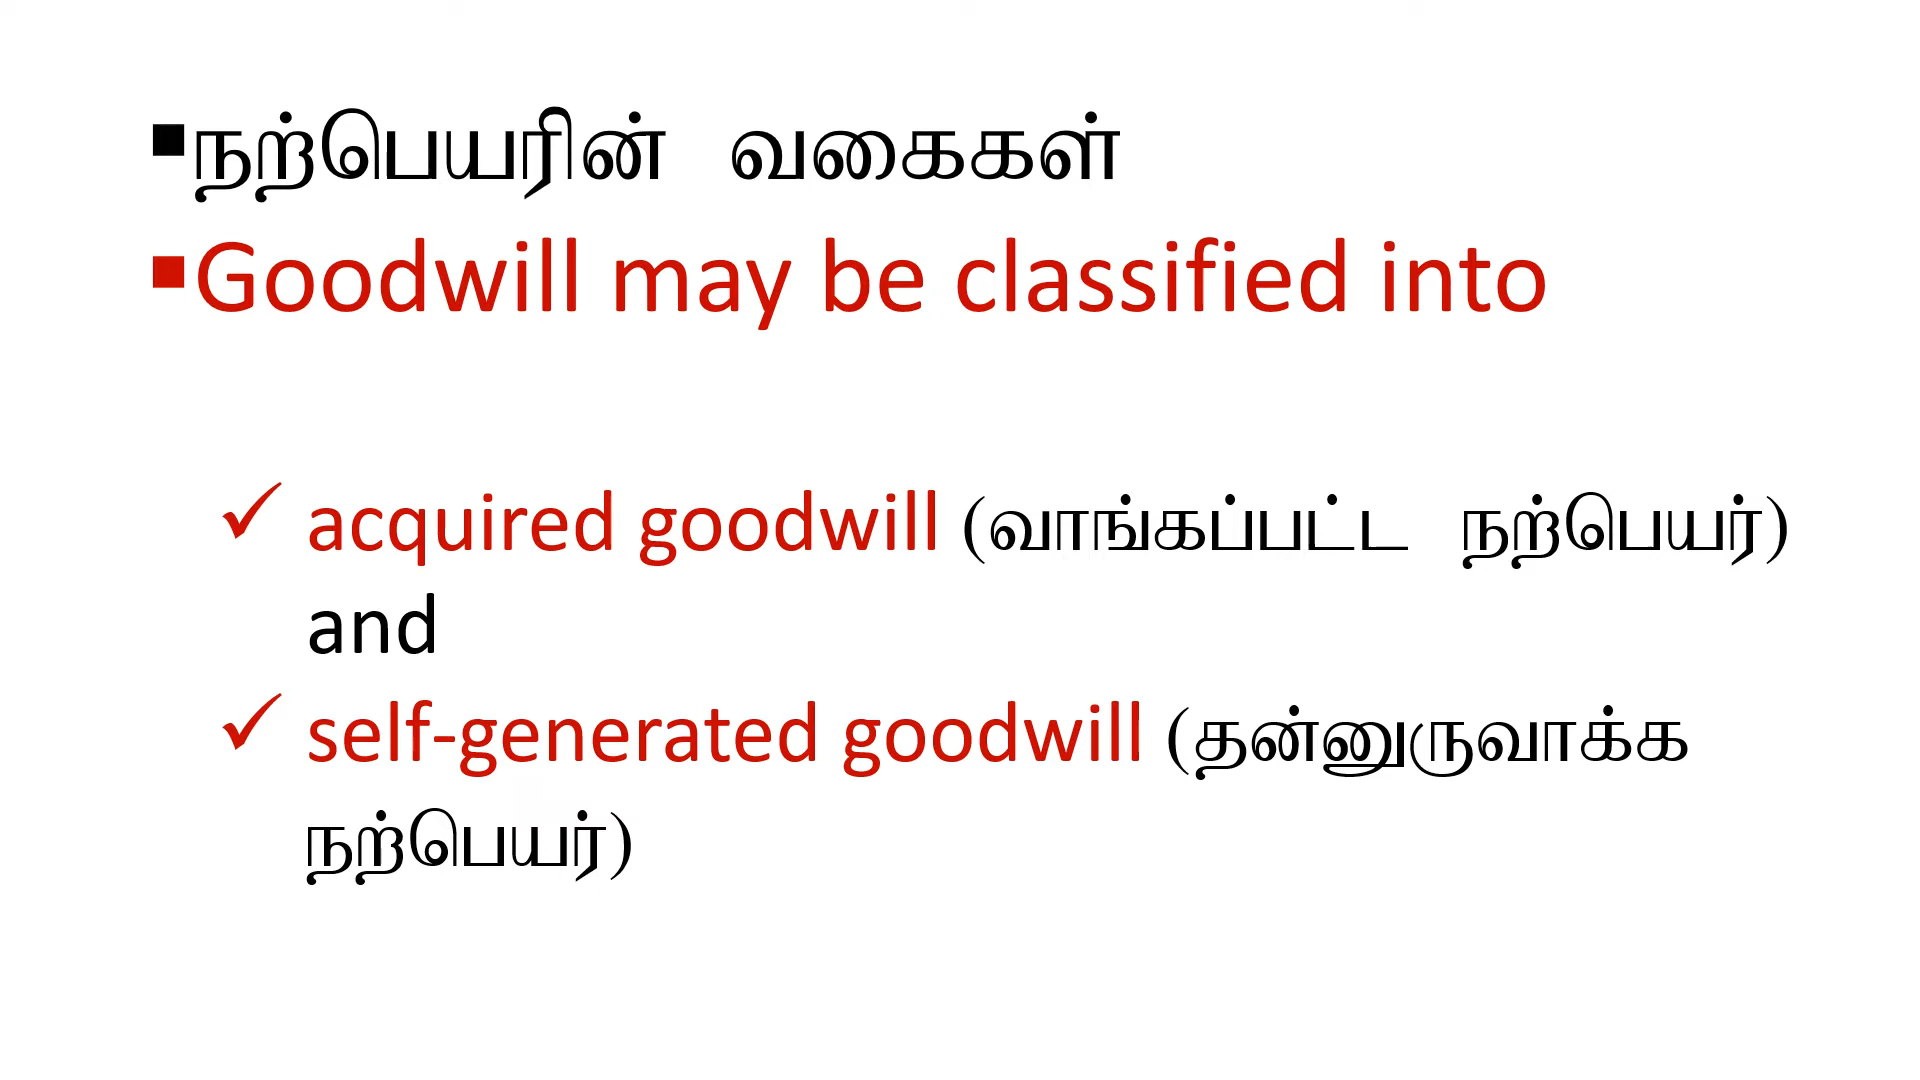 ▪நற்பெயரின் வகைகள்
▪Goodwill may be classified into
✓ acquired goodwill (வாங்கப்பட்ட நற்பெயர்)
and
✓ self-generated goodwill (தன்னுருவாக்க
நற்பெயர்)